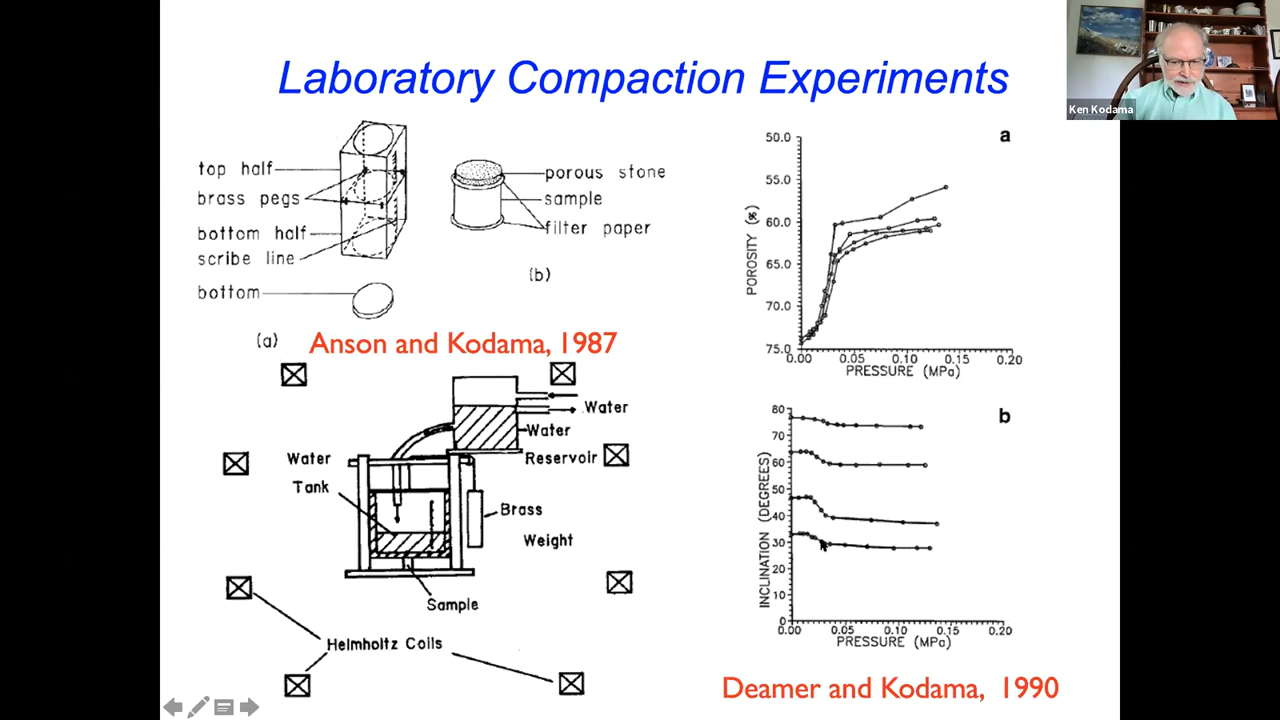 Laboratory Compaction Experiments
Ken Kodama
top half
brass pegs
bottom half
scribe line
bottom
(a)
porous stone
sample
filter paper
(b)
Anson and Kodama, 1987
Water
Water
Reservoir
Water
Tank
Brass
Weight
Sample
Helmholtz Coils
a
50.0
55.0
60.0
65.0
70.0
75.0
POROSITY (%)
0.00 0.05 0.10 0.15 0.20
PRESSURE (MPa)
b
80
70
60
50
40
30
20
10
0
INCLINATION (DEGREES)
0.00 0.05 0.10 0.15 0.20
PRESSURE (MPa)
Deamer and Kodama, 1990